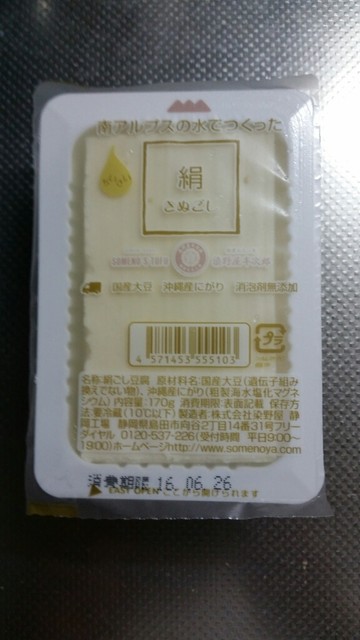 南アルプスの水でつくった
絹
きぬごし
SOMENOYA TOFU
国産大豆 沖縄産にがり 消泡剤無添加
4 571453 555103
プラ
名称:絹ごし豆腐 原材料名:国産大豆(遺伝子組み
換えでない物)、沖縄産にがり(粗製海水塩化マグネ
シウム) 内容量:170g 消費期限:表面記載 保存方
法:要冷蔵(10℃以下) 製造者:株式会社染野屋 静
岡工場 静岡県島田市向谷2丁目14番31号フリー
ダイヤル 0120-537-226(受付時間 平日9:00~
19:00)ホームページhttp://www.somenoya.com
消費期限 16.06.26
EASY OPEN ここから開けられます